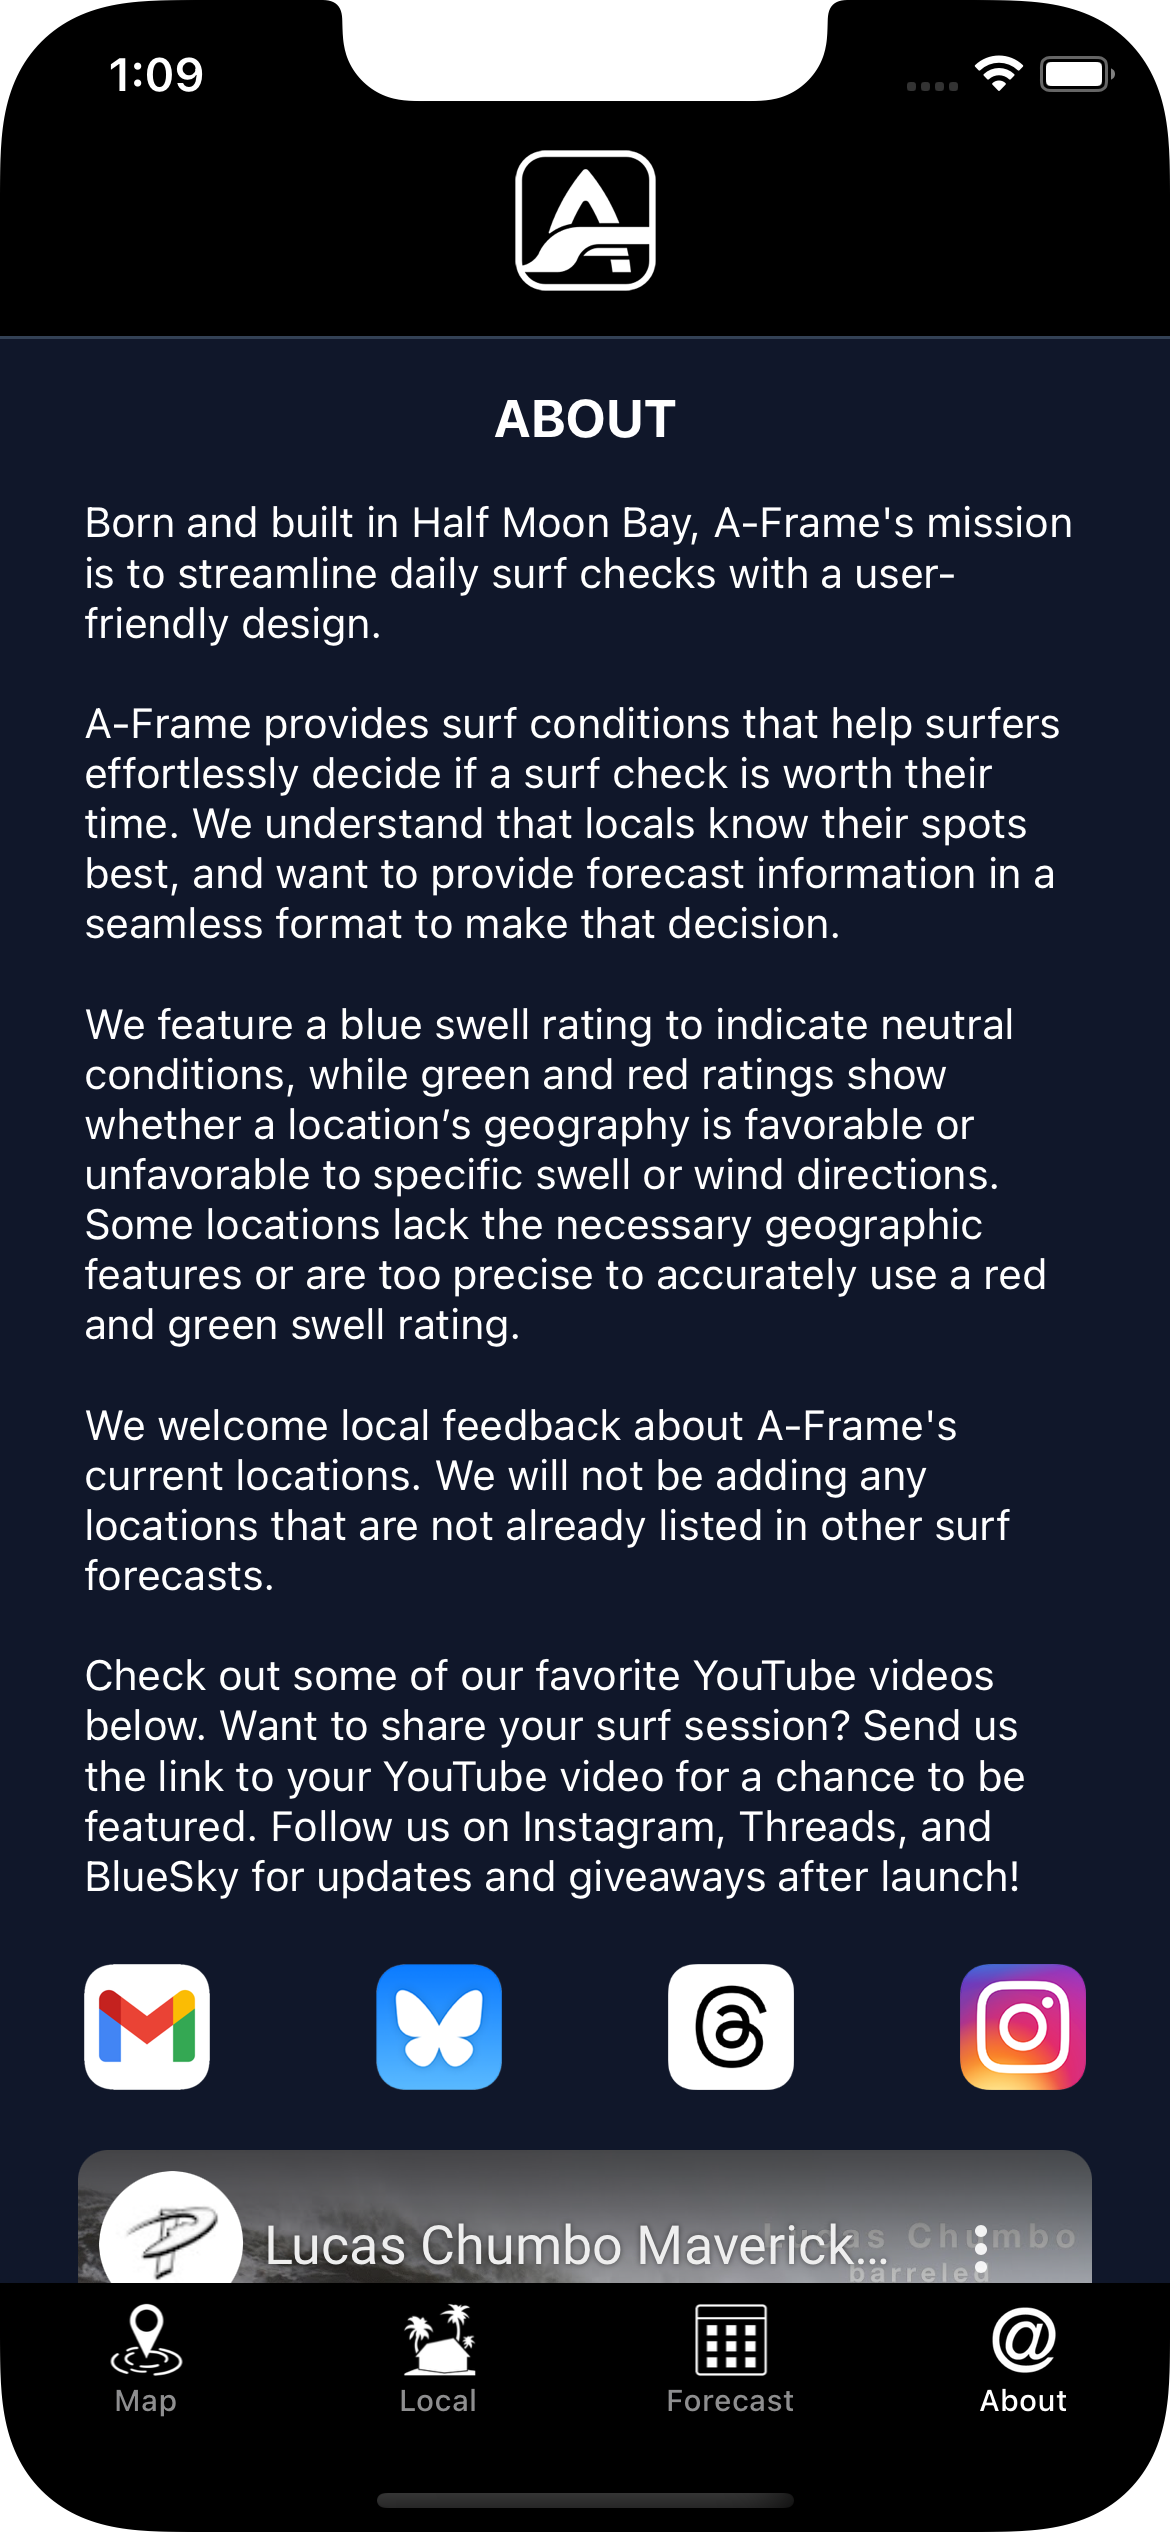 1:09
ABOUT
Born and built in Half Moon Bay, A-Frame's mission
is to streamline daily surf checks with a user-
friendly design.
A-Frame provides surf conditions that help surfers
effortlessly decide if a surf check is worth their
time. We understand that locals know their spots
best, and want to provide forecast information in a
seamless format to make that decision.
We feature a blue swell rating to indicate neutral
conditions, while green and red ratings show
whether a location’s geography is favorable or
unfavorable to specific swell or wind directions.
Some locations lack the necessary geographic
features or are too precise to accurately use a red
and green swell rating.
We welcome local feedback about A-Frame's
current locations. We will not be adding any
locations that are not already listed in other surf
forecasts.
Check out some of our favorite YouTube videos
below. Want to share your surf session? Send us
the link to your YouTube video for a chance to be
featured. Follow us on Instagram, Threads, and
BlueSky for updates and giveaways after launch!
Lucas Chumbo Maverick...
Lucas Chumbo
barreled
Map
Local
Forecast
About